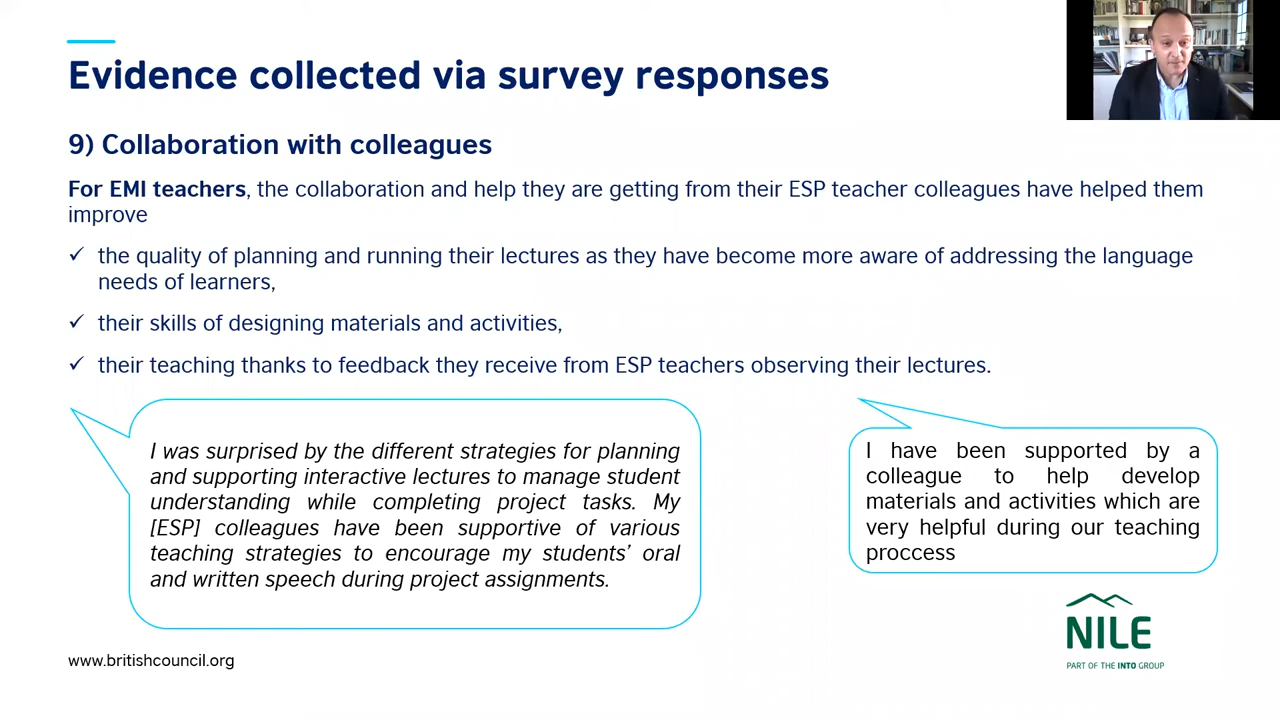 Evidence collected via survey responses
9) Collaboration with colleagues
For EMI teachers, the collaboration and help they are getting from their ESP teacher colleagues have helped them
improve
✓ the quality of planning and running their lectures as they have become more aware of addressing the language
needs of learners,
✓ their skills of designing materials and activities,
✓ their teaching thanks to feedback they receive from ESP teachers observing their lectures.
I was surprised by the different strategies for planning
and supporting interactive lectures to manage student
understanding while completing project tasks. My
[ESP] colleagues have been supportive of various
teaching strategies to encourage my students’ oral
and written speech during project assignments.
I have been supported by a
colleague to help develop
materials and activities which are
very helpful during our teaching
proccess
NILE
PART OF THE INTO GROUP
www.britishcouncil.org